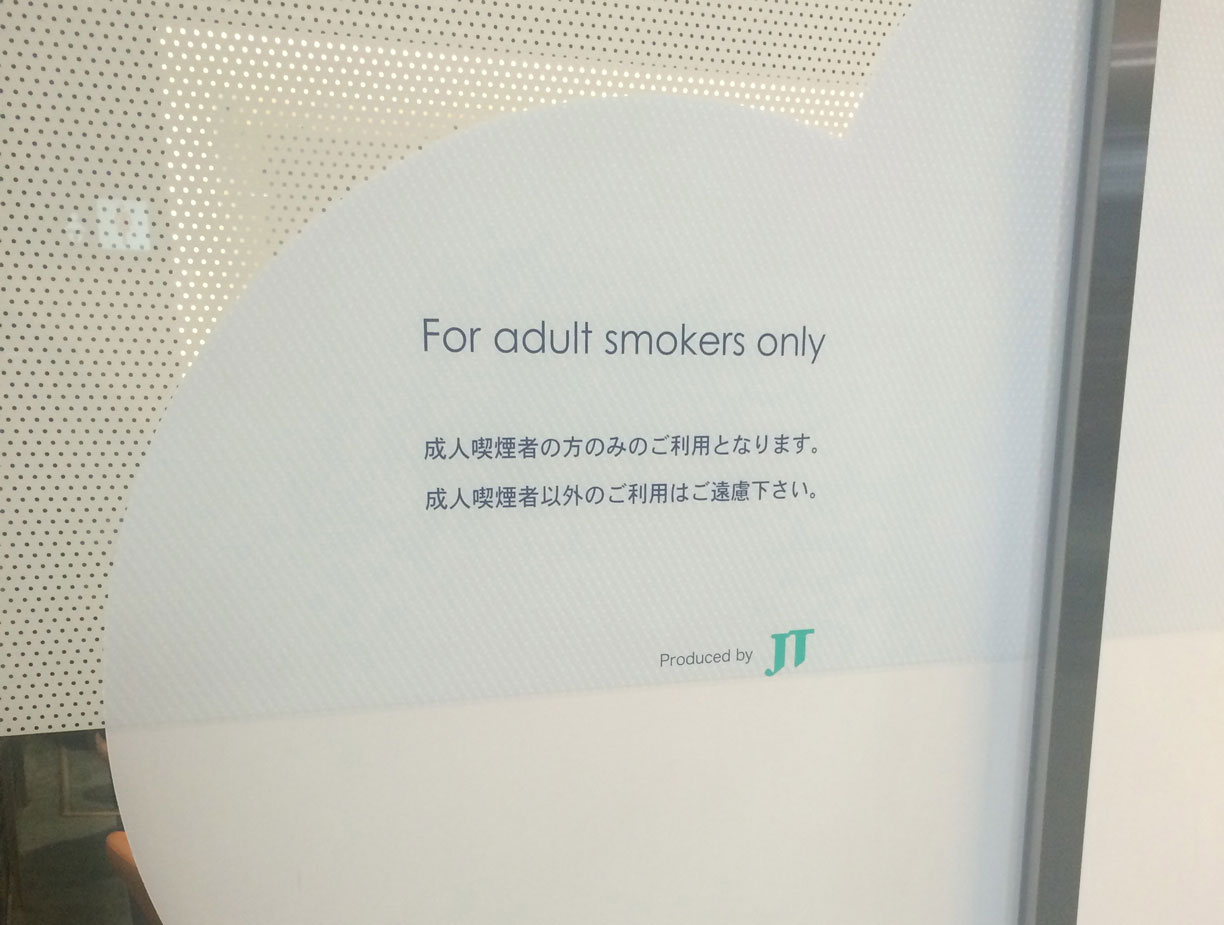 For adult smokers only
成人喫煙者の方のみのご利用となります。
成人喫煙者以外のご利用はご遠慮下さい。
Produced by JT